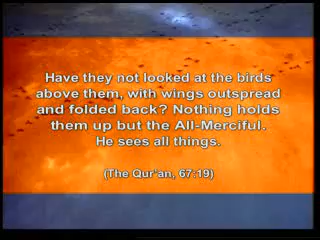 Have they not looked at the birds
above them, with wings outspread
and folded back? Nothing holds
them up but the All-Merciful.
He sees all things.
(The Qur'an, 67:19)